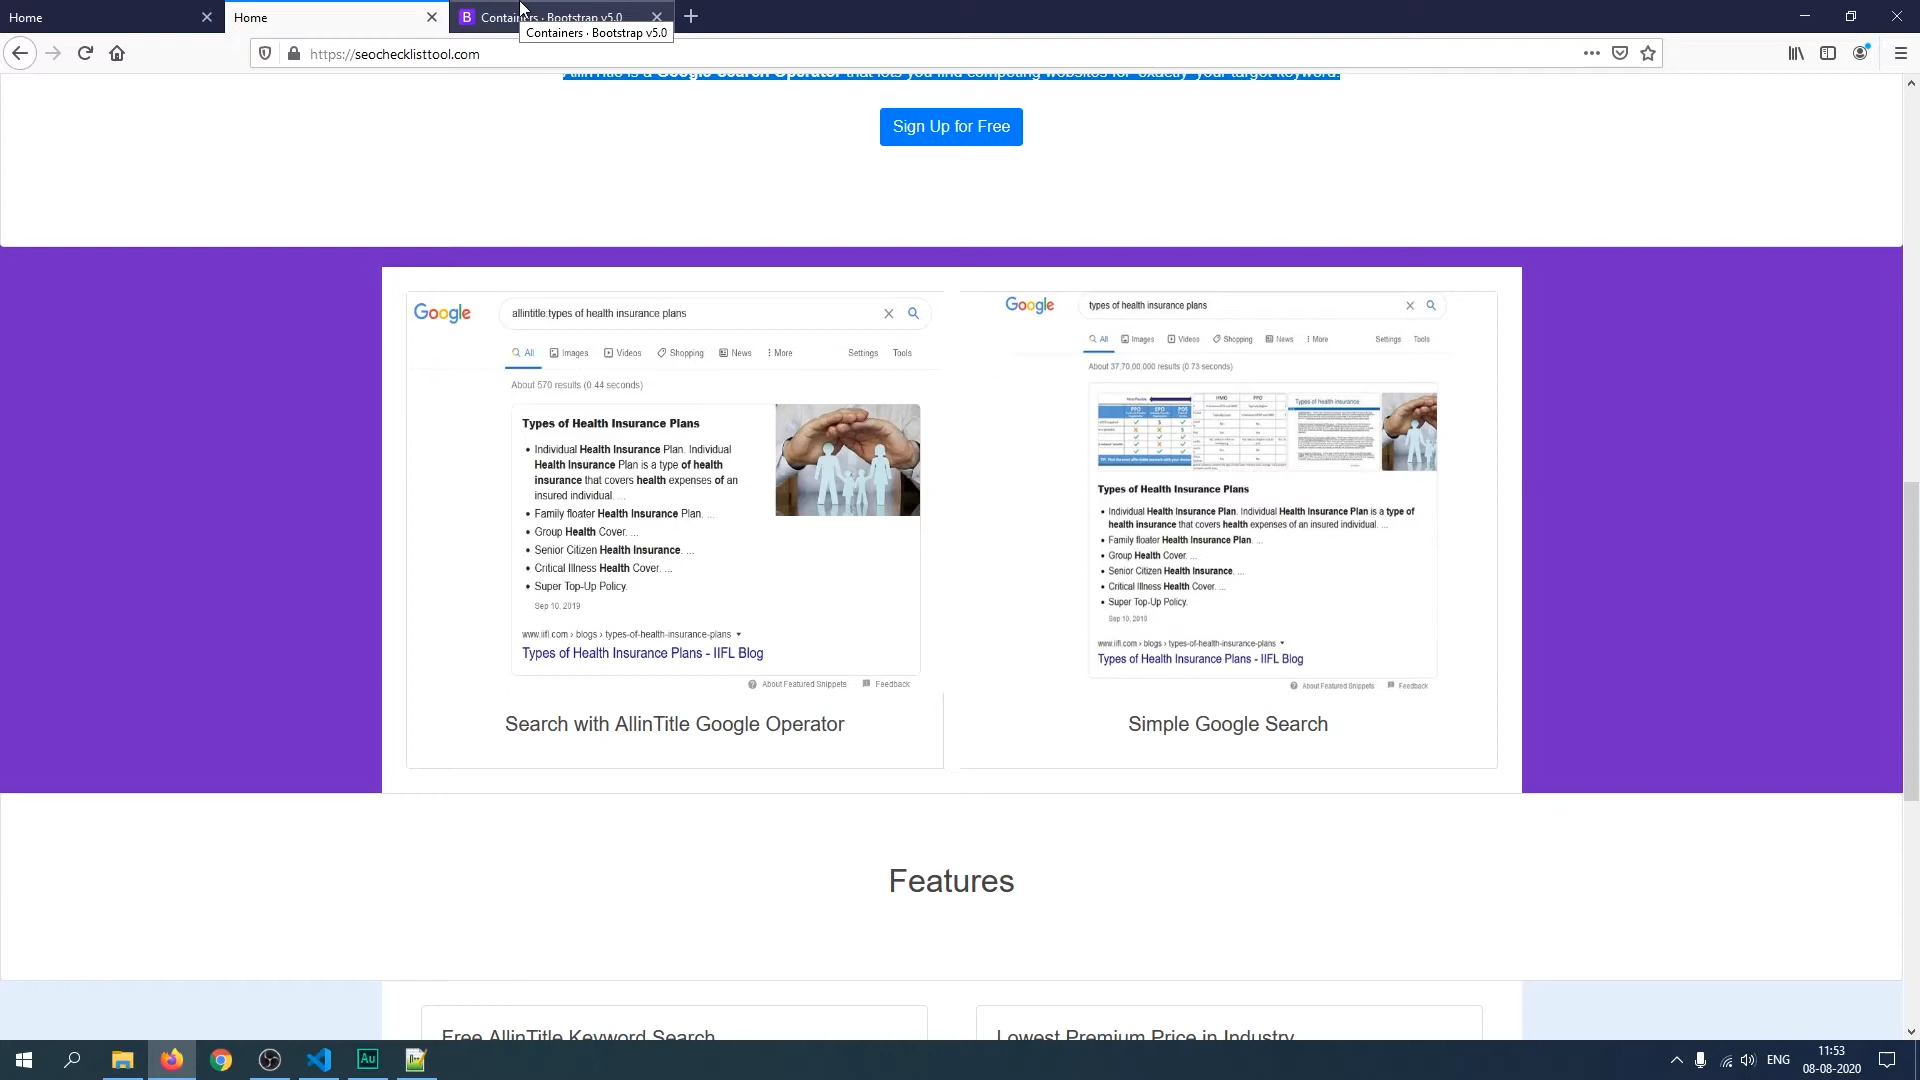 Home
Home
Containers · Bootstrap v5.0
Containers · Bootstrap v5.0
https://seochecklisttool.com
AllinTitle is a Google Search Operator that lets you find competing websites for exactly your target keyword.
Sign Up for Free
Google
allintitle:types of health insurance plans
All Images Videos Shopping News More Settings Tools
About 570 results (0.44 seconds)
Types of Health Insurance Plans
Individual Health Insurance Plan. Individual
Health Insurance Plan is a type of health
insurance that covers health expenses of an
insured individual. ...
Family floater Health Insurance Plan. ...
Group Health Cover. ...
Senior Citizen Health Insurance. ...
Critical Illness Health Cover. ...
Super Top-Up Policy.
Sep 10, 2019
www.iifl.com › blogs › types-of-health-insurance-plans
Types of Health Insurance Plans - IIFL Blog
About Featured Snippets Feedback
Search with AllinTitle Google Operator
Google
types of health insurance plans
All Images Videos Shopping News More Settings Tools
About 37,70,00,000 results (0.73 seconds)
PPO EPO POS
HMO PPO
Types of health insurance
Types of Health Insurance Plans
Individual Health Insurance Plan. Individual Health Insurance Plan is a type of
health insurance that covers health expenses of an insured individual. ...
Family floater Health Insurance Plan. ...
Group Health Cover. ...
Senior Citizen Health Insurance. ...
Critical Illness Health Cover. ...
Super Top-Up Policy.
Sep 10, 2019
www.iifl.com › blogs › types-of-health-insurance-plans
Types of Health Insurance Plans - IIFL Blog
About Featured Snippets Feedback
Simple Google Search
Features
Free AllinTitle Keyword Search
Lowest Premium Price in Industry
Au
ENG
11:53
08-08-2020